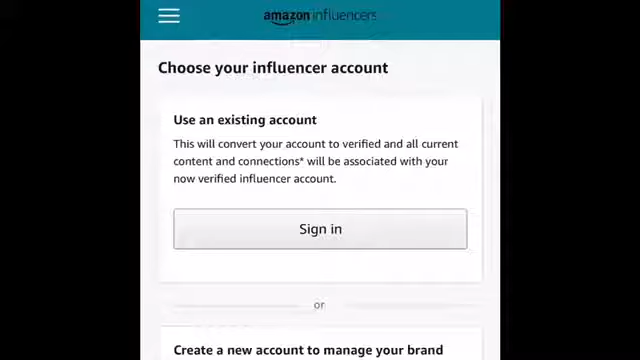 amazon influencers
Choose your influencer account
Use an existing account
This will convert your account to verified and all current
content and connections* will be associated with your
now verified influencer account.
Sign in
or
Create a new account to manage your brand